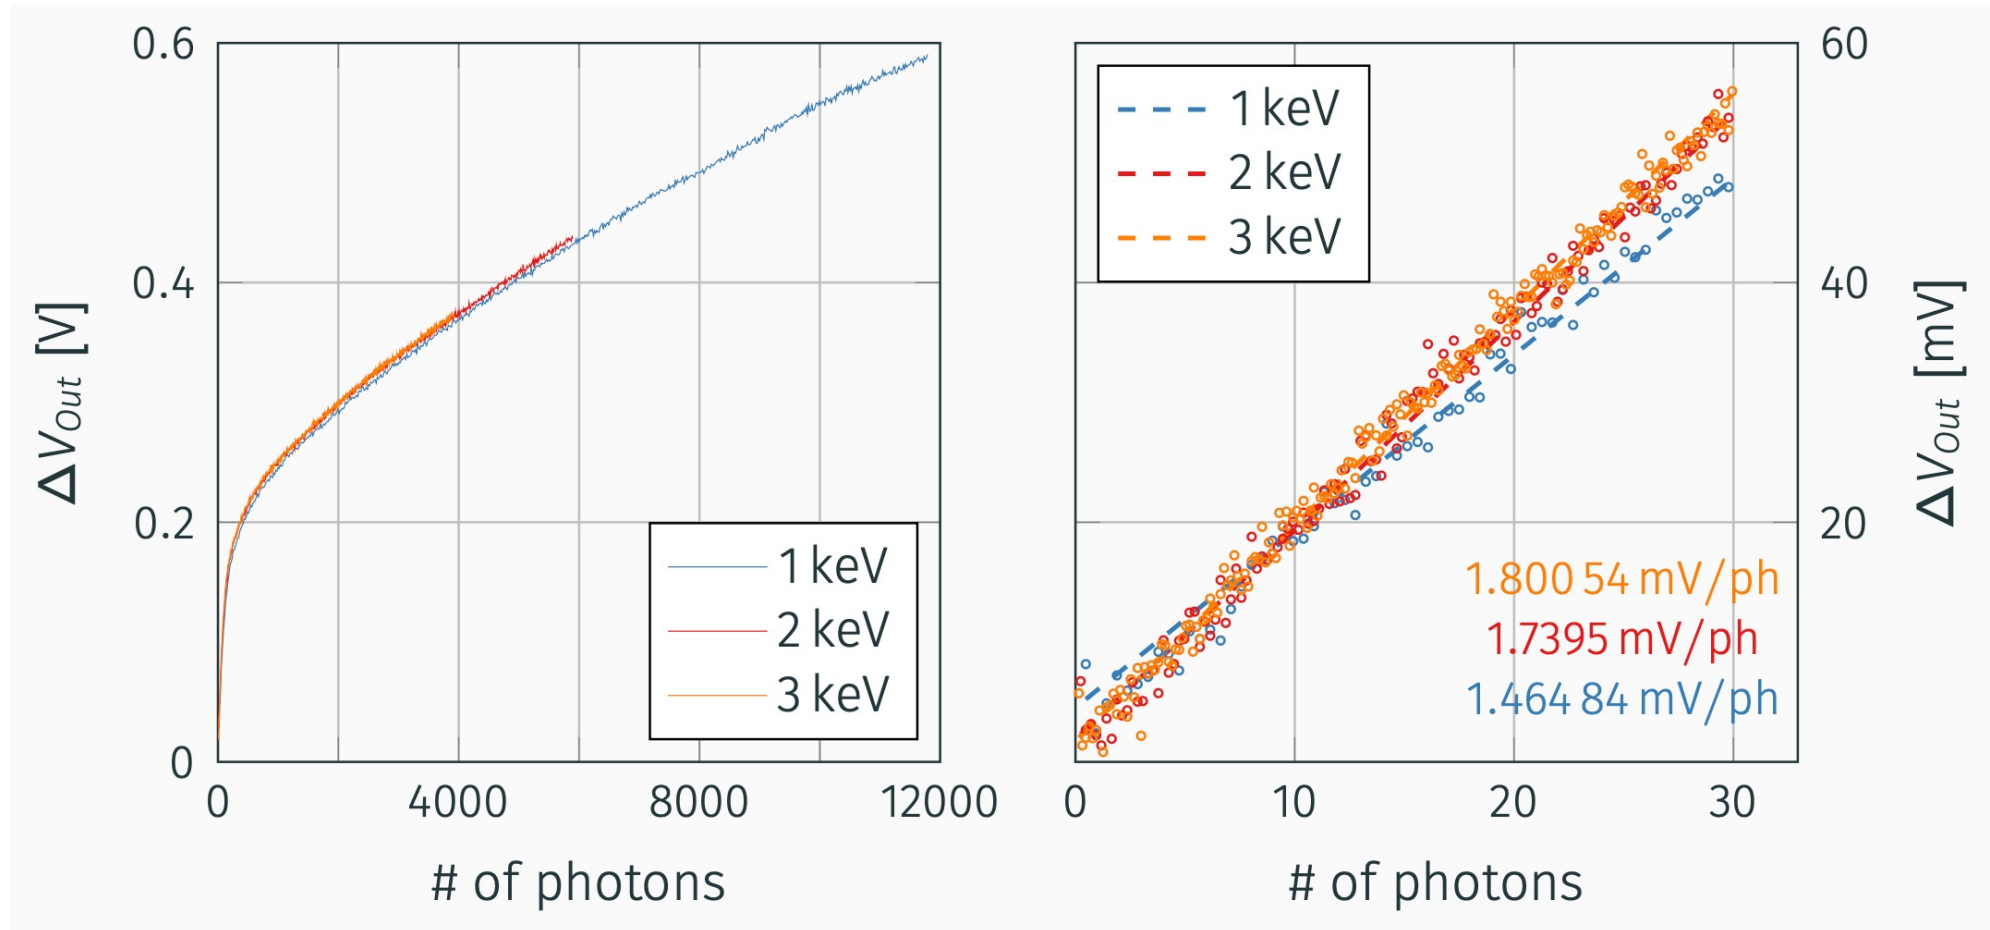 0.6
0.4
0.2
0
ΔVOut [V]
1 keV
2 keV
3 keV
0
4000
8000
12000
# of photons
1 keV
2 keV
3 keV
1.800 54 mV/ph
1.7395 mV/ph
1.464 84 mV/ph
60
40
20
ΔVOut [mV]
0
10
20
30
# of photons